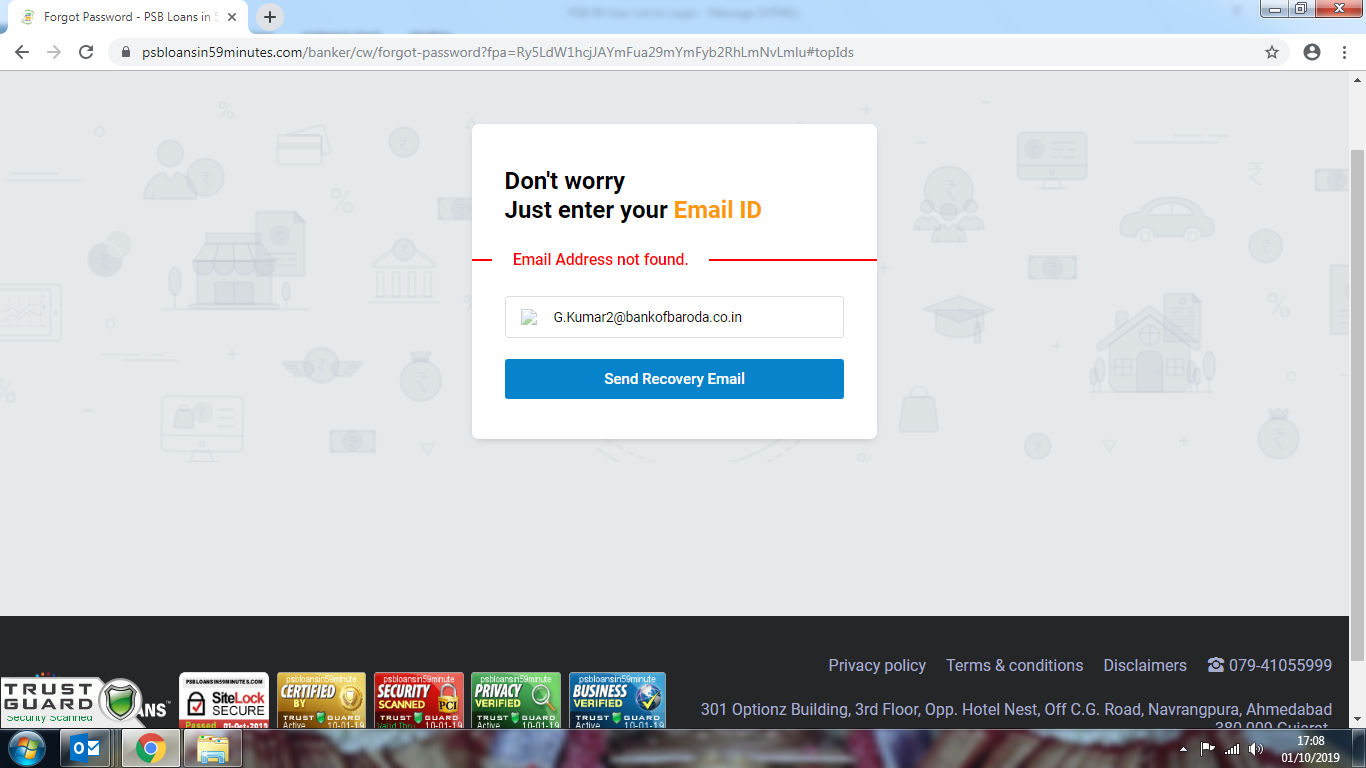 Forgot Password - PSB Loans in 5
psbloansin59minutes.com/banker/cw/forgot-password?fpa=Ry5LdW1hcjJAYmFua29mYmFyb2RhLmNvLmlu#topIds
Don't worry
Just enter your Email ID
Email Address not found.
G.Kumar2@bankofbaroda.co.in
Send Recovery Email
Privacy policy Terms & conditions Disclaimers 079-41055999
301 Optionz Building, 3rd Floor, Opp. Hotel Nest, Off C.G. Road, Navrangpura, Ahmedabad
380 009 Gujarat.
TRUST
GUARD
Security Scanned
ANS
PSBLOANSIN59MINUTES.COM
SiteLock
SECURE
Passed 01-Oct-2019
psbloansin59minute
CERTIFIED
BY
TRUST GUARD
Active 10-01-19
psbloansin59minute
SECURITY
SCANNED PCI
TRUST GUARD
Valid Thru 10-01-19
psbloansin59minute
PRIVACY
VERIFIED
TRUST GUARD
Active 10-01-19
psbloansin59minute
BUSINESS
VERIFIED
TRUST GUARD
Active 10-01-19
17:08
01/10/2019